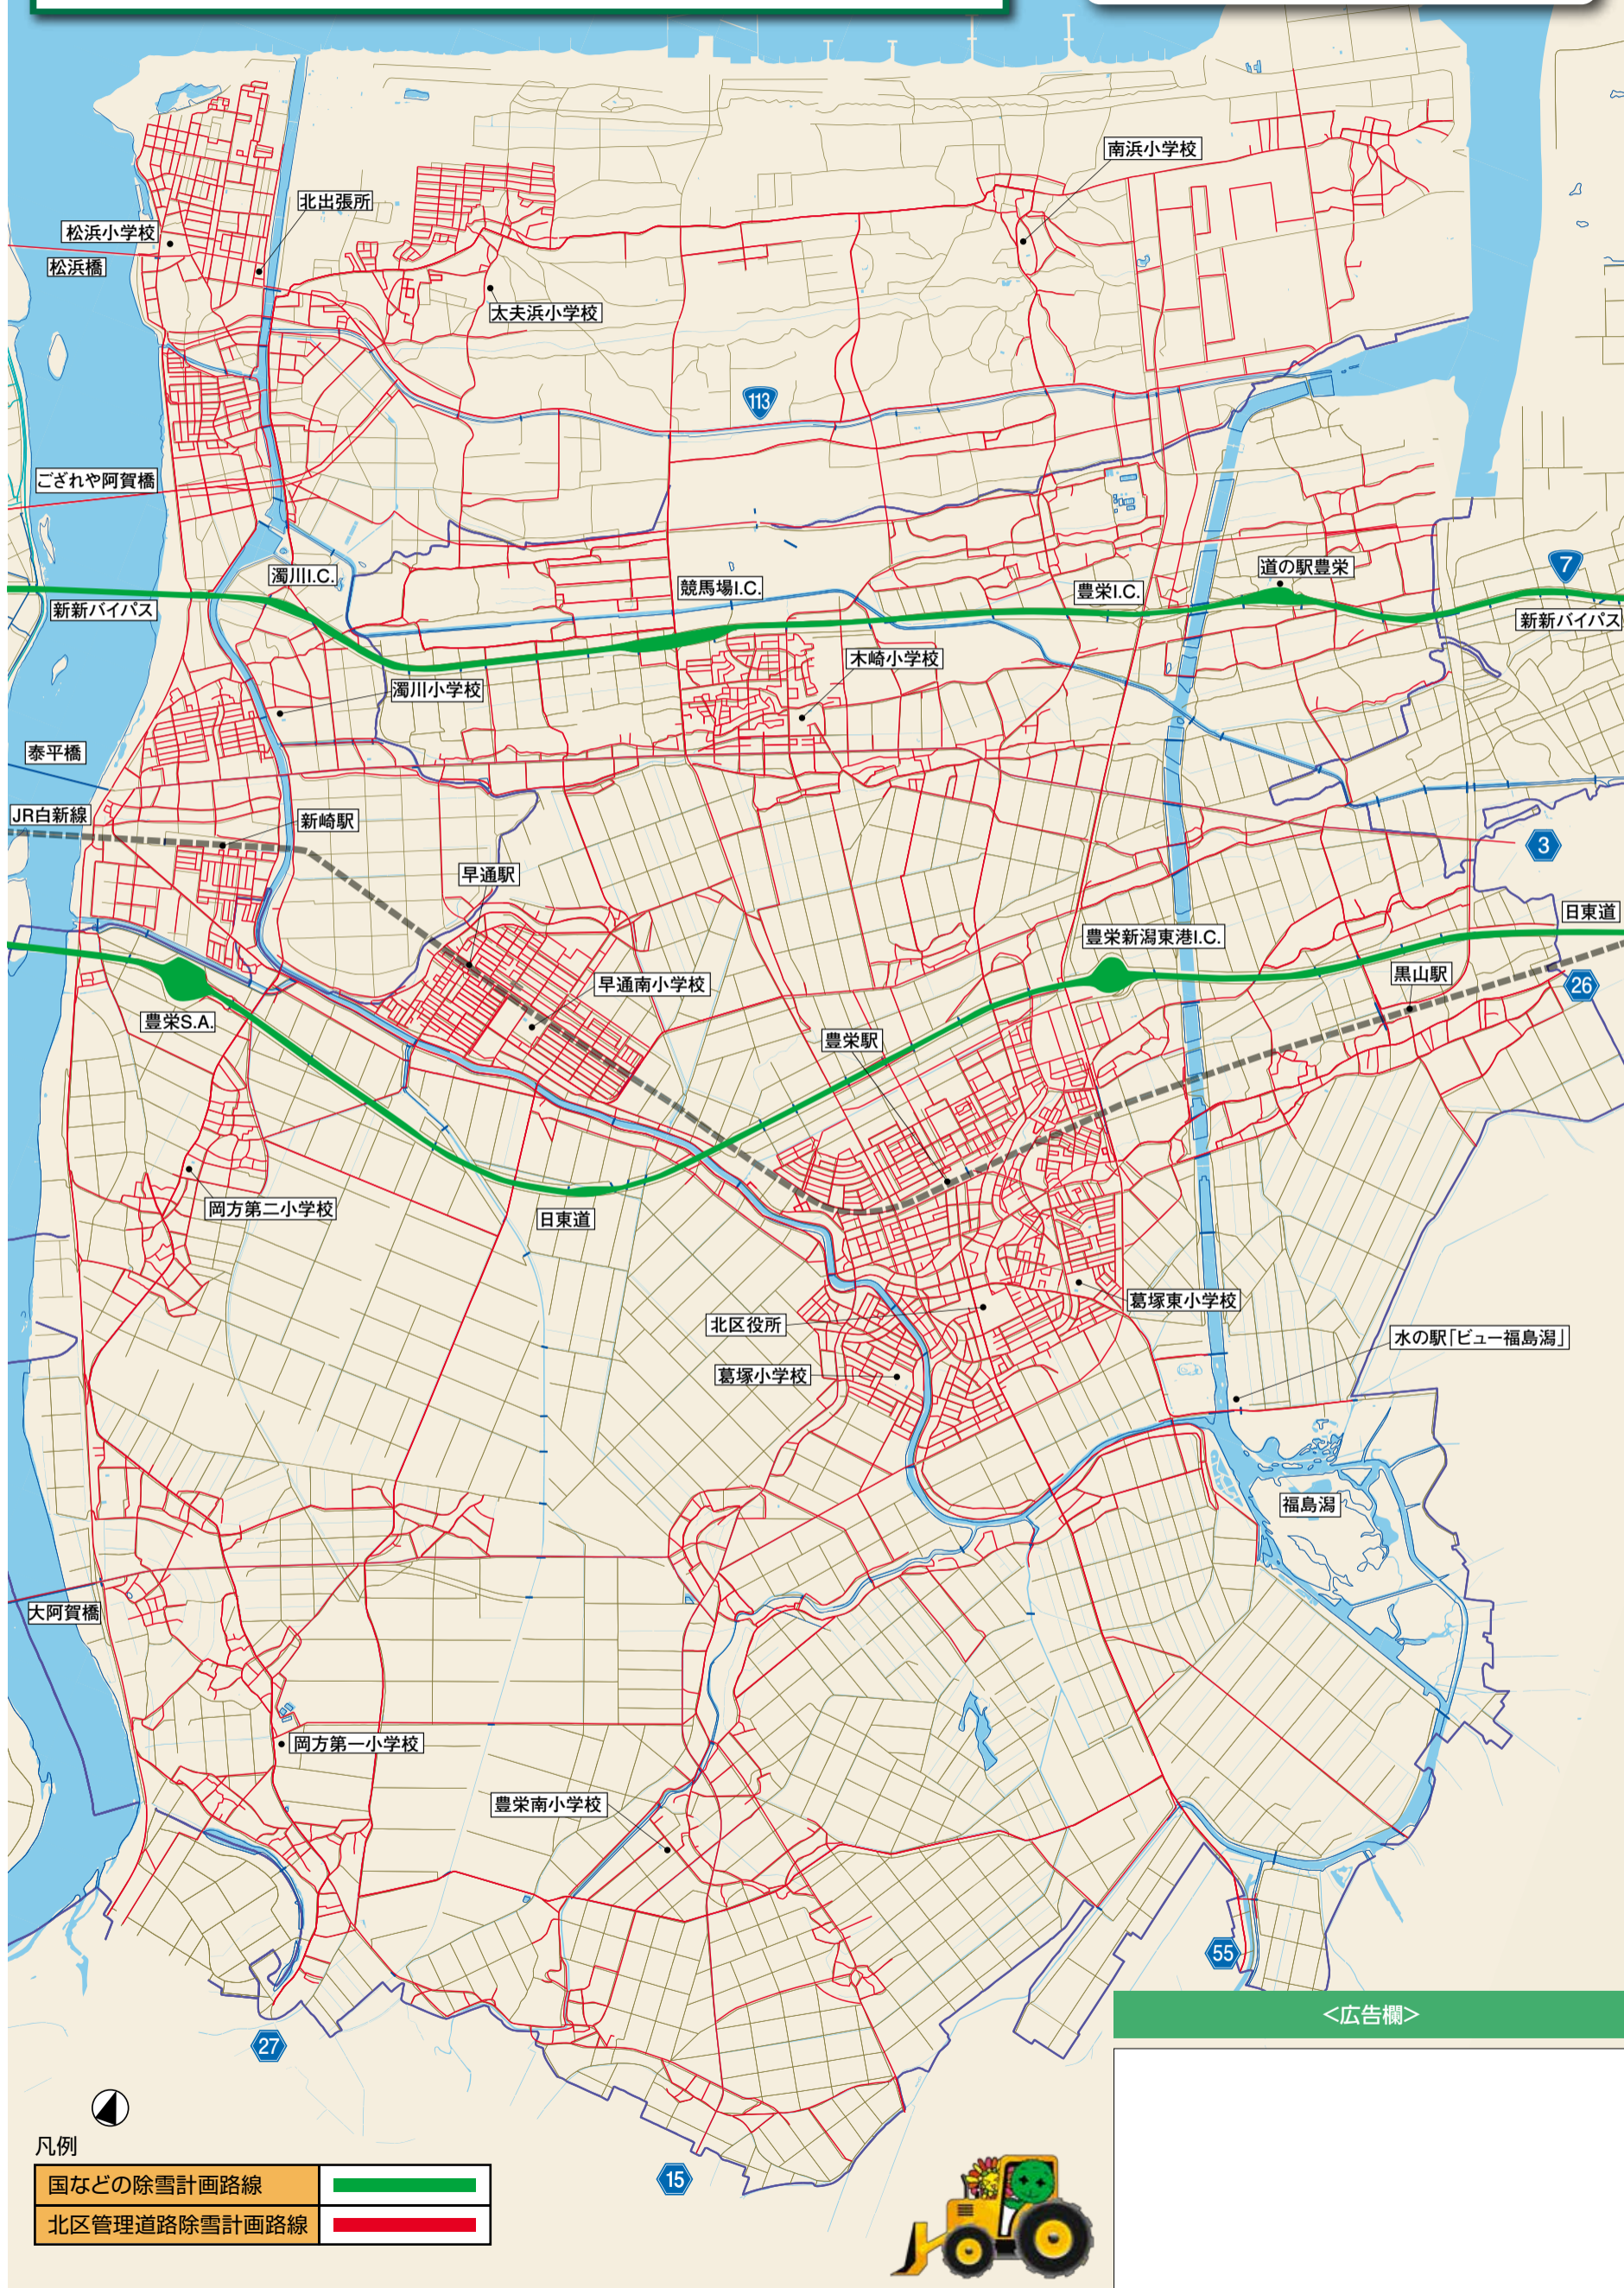 南浜小学校
北出張所
松浜小学校
松浜橋
太夫浜小学校
113
ござれや阿賀橋
濁川I.C.
競馬場I.C.
豊栄I.C.
道の駅豊栄
7
新新バイパス
新新バイパス
木崎小学校
濁川小学校
泰平橋
JR白新線
新崎駅
3
早通駅
日東道
豊栄新潟東港I.C.
黒山駅
26
早通南小学校
豊栄S.A.
豊栄駅
岡方第二小学校
日東道
葛塚東小学校
北区役所
水の駅「ビュー福島潟」
葛塚小学校
福島潟
大阿賀橋
岡方第一小学校
豊栄南小学校
55
<広告欄>
27
15
凡例
国などの除雪計画路線
北区管理道路除雪計画路線